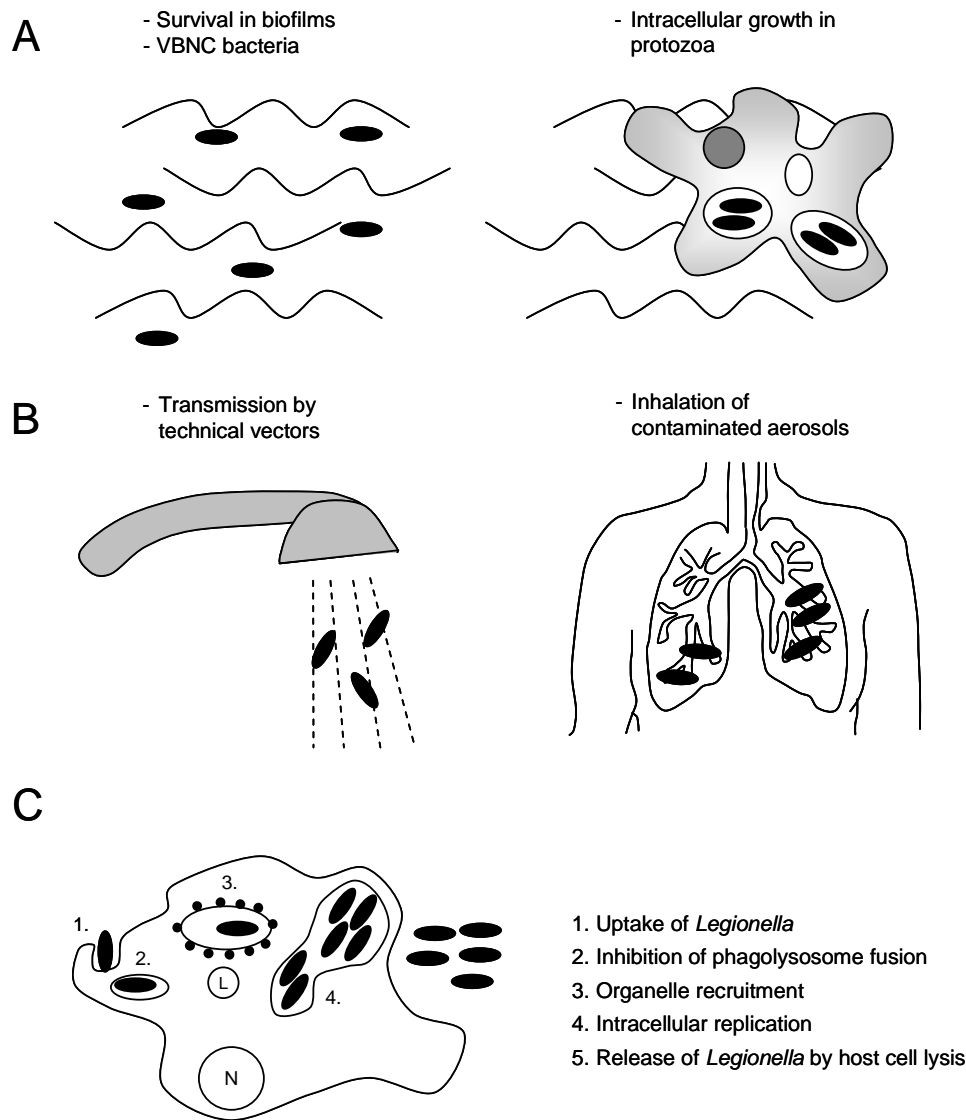 A
- Survival in biofilms
- VBNC bacteria
- Intracellular growth in
protozoa
B
- Transmission by
technical vectors
- Inhalation of
contaminated aerosols
C
1.
2.
3.
L
4.
N
1. Uptake of Legionella
2. Inhibition of phagolysosome fusion
3. Organelle recruitment
4. Intracellular replication
5. Release of Legionella by host cell lysis